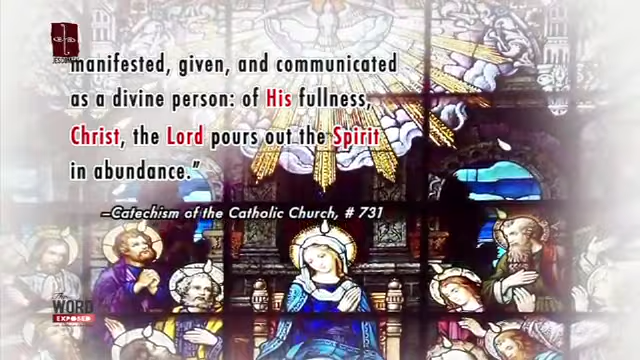 manifested, given, and communicated
as a divine person: of His fullness,
Christ, the Lord pours out the Spirit
in abundance.”
–Catechism of the Catholic Church, # 731
The
WORD
EXPOSED